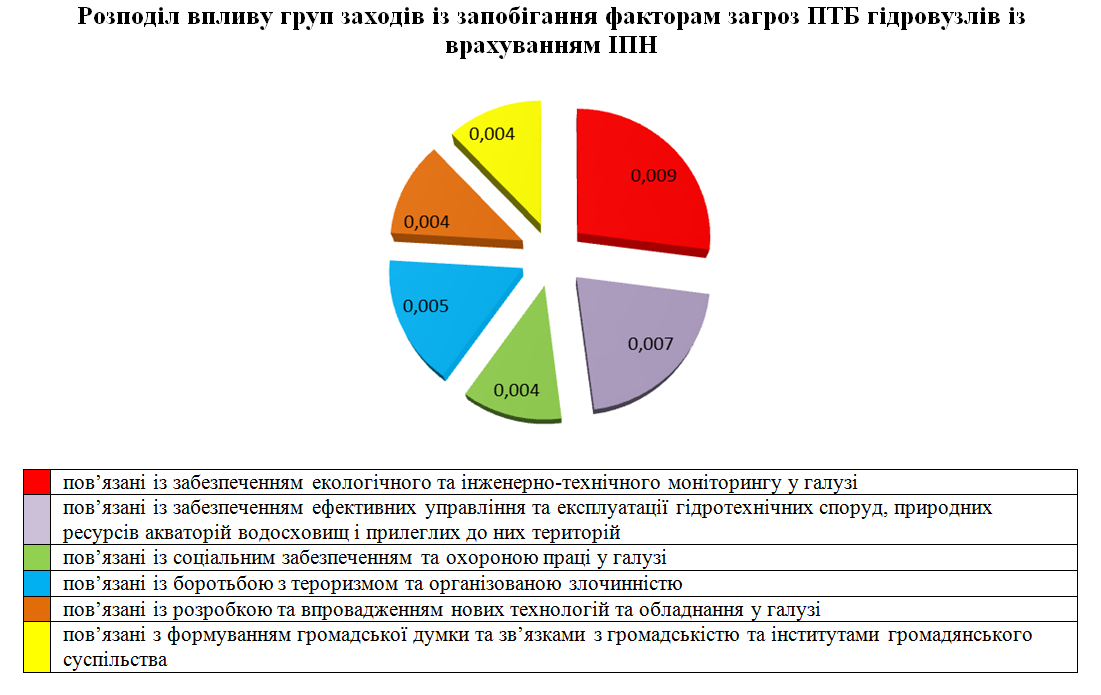 Розподіл впливу груп заходів із запобігання факторам загроз ПТБ гідровузлів із
врахуванням ІПН
0,004
0,009
0,004
0,005
0,007
0,004
пов’язані із забезпеченням екологічного та інженерно-технічного моніторингу у галузі
пов’язані із забезпеченням ефективних управління та експлуатації гідротехнічних споруд, природних
ресурсів акваторій водосховищ і прилеглих до них територій
пов’язані із соціальним забезпеченням та охороною праці у галузі
пов’язані із боротьбою з тероризмом та організованою злочинністю
пов’язані із розробкою та впровадженням нових технологій та обладнання у галузі
пов’язані з формуванням громадської думки та зв’язками з громадськістю та інститутами громадянського
суспільства